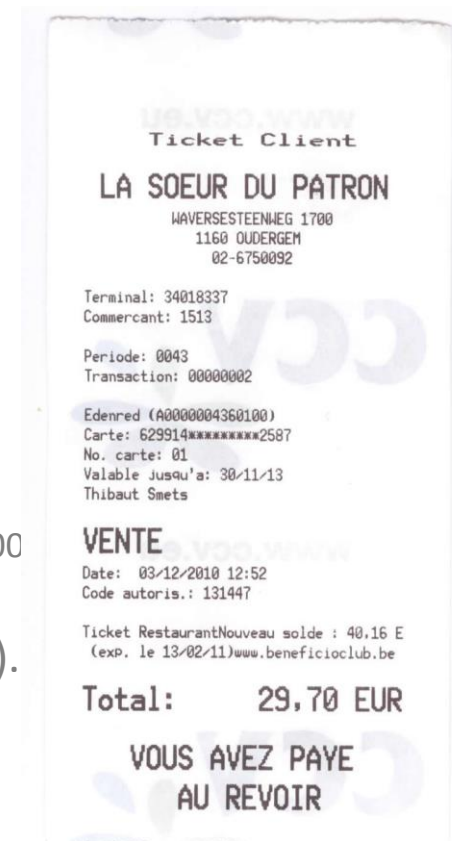 Ticket Client
LA SOEUR DU PATRON
WAVERSESTEENWEG 1700
1160 OUDERGEM
02-6750092
Terminal: 34018337
Commercant: 1513
Periode: 0043
Transaction: 00000002
Edenred (A0000004360100)
Carte: 629914*********2587
No. carte: 01
Valable jusqu'a: 30/11/13
Thibaut Smets
VENTE
Date: 03/12/2010 12:52
Code autoris.: 131447
Ticket RestaurantNouveau solde : 40,16 E
(exp. le 13/02/11)www.beneficioclub.be
Total: 29,70 EUR
VOUS AVEZ PAYE
AU REVOIR